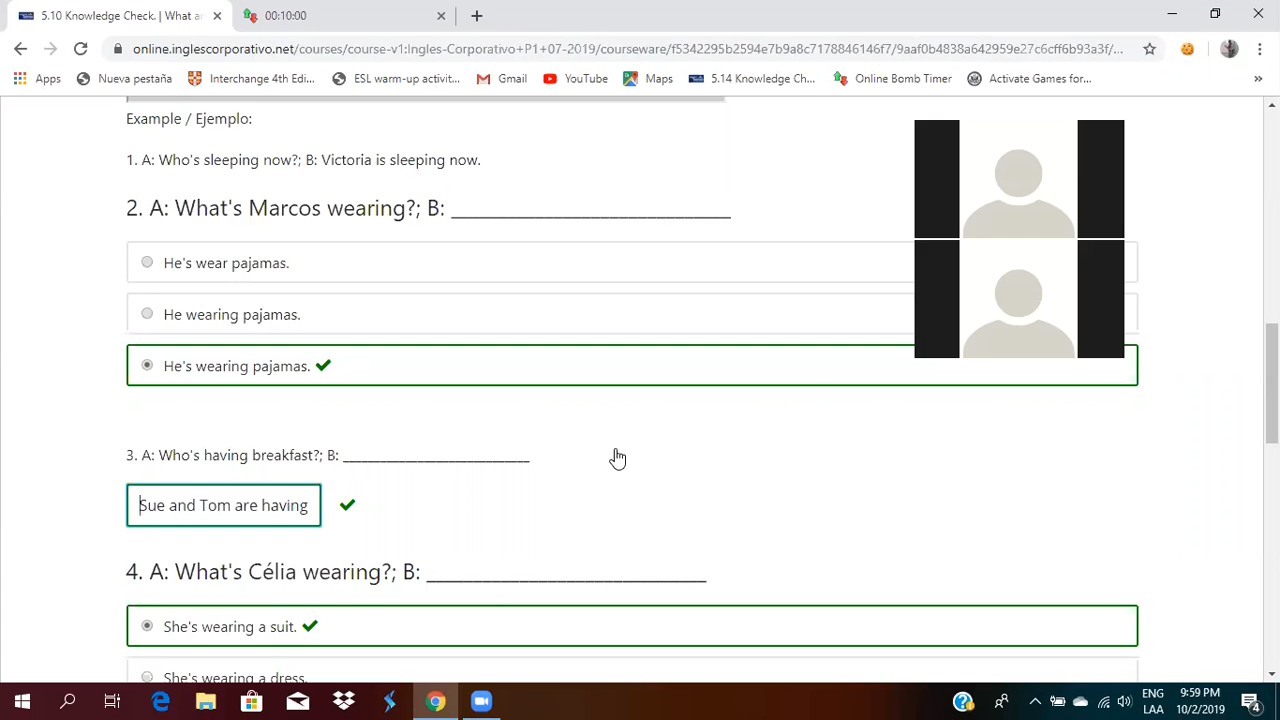 5.10 Knowledge Check. | What ar
00:10:00
online.inglescorporativo.net/courses/course-v1:Ingles-Corporativo+P1+07-2019/courseware/f5342295b2594e7b9a8c7178846146f7/9aaf0b4838a642959e27c6cff6b93a3f/...
Apps Nueva pestaña Interchange 4th Edi... ESL warm-up activit... Gmail YouTube Maps 5.14 Knowledge Ch... Online Bomb Timer Activate Games for... »
Example / Ejemplo:
1. A: Who's sleeping now?; B: Victoria is sleeping now.
2. A: What's Marcos wearing?; B: ____________________________
He's wear pajamas.
He wearing pajamas.
He's wearing pajamas.
3. A: Who's having breakfast?; B: ____________________________
Sue and Tom are having
4. A: What's Célia wearing?; B: ____________________________
She's wearing a suit.
She's wearing a dress.
ENG 9:59 PM
LAA 10/2/2019 4